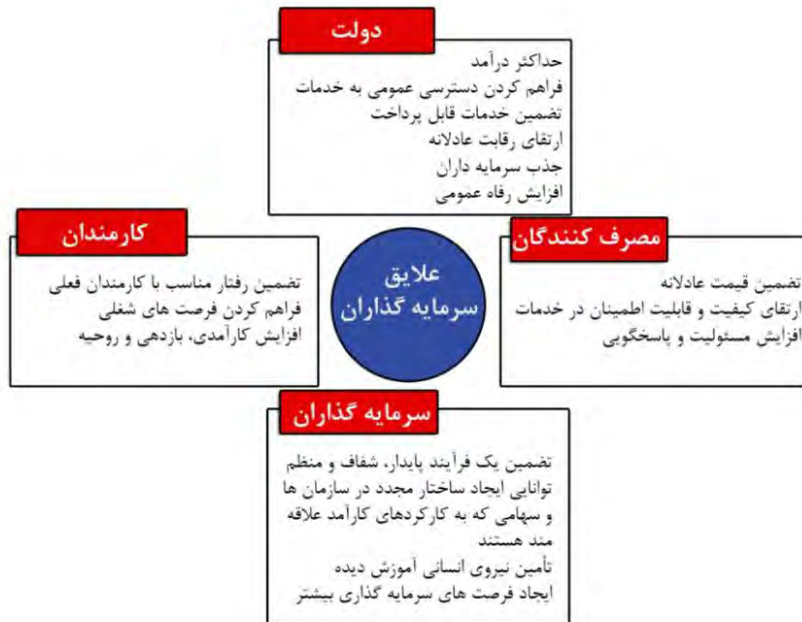 دولت
حداکثر درآمد
فراهم کردن دسترسی عمومی به خدمات
تضمین خدمات قابل پرداخت
ارتقای رقابت عادلانه
جذب سرمایه داران
افزایش رفاه عمومی
مصرف کنندگان
تضمین قیمت عادلانه
ارتقای کیفیت و قابلیت اطمینان در خدمات
افزایش مسئولیت و پاسخگویی
علایق
سرمایه گذاران
کارمندان
تضمین رفتار مناسب با کارمندان فعلی
فراهم کردن فرصت های شغلی
افزایش کارآمدی، بازدهی و روحیه
سرمایه گذاران
تضمین یک فرآیند پایدار، شفاف و منظم
توانایی ایجاد ساختار مجدد در سازمان ها
و سهامی که به کارکردهای کارآمد علاقه
مند هستند
تأمین نیروی انسانی آموزش دیده
ایجاد فرصت های سرمایه گذاری بیشتر